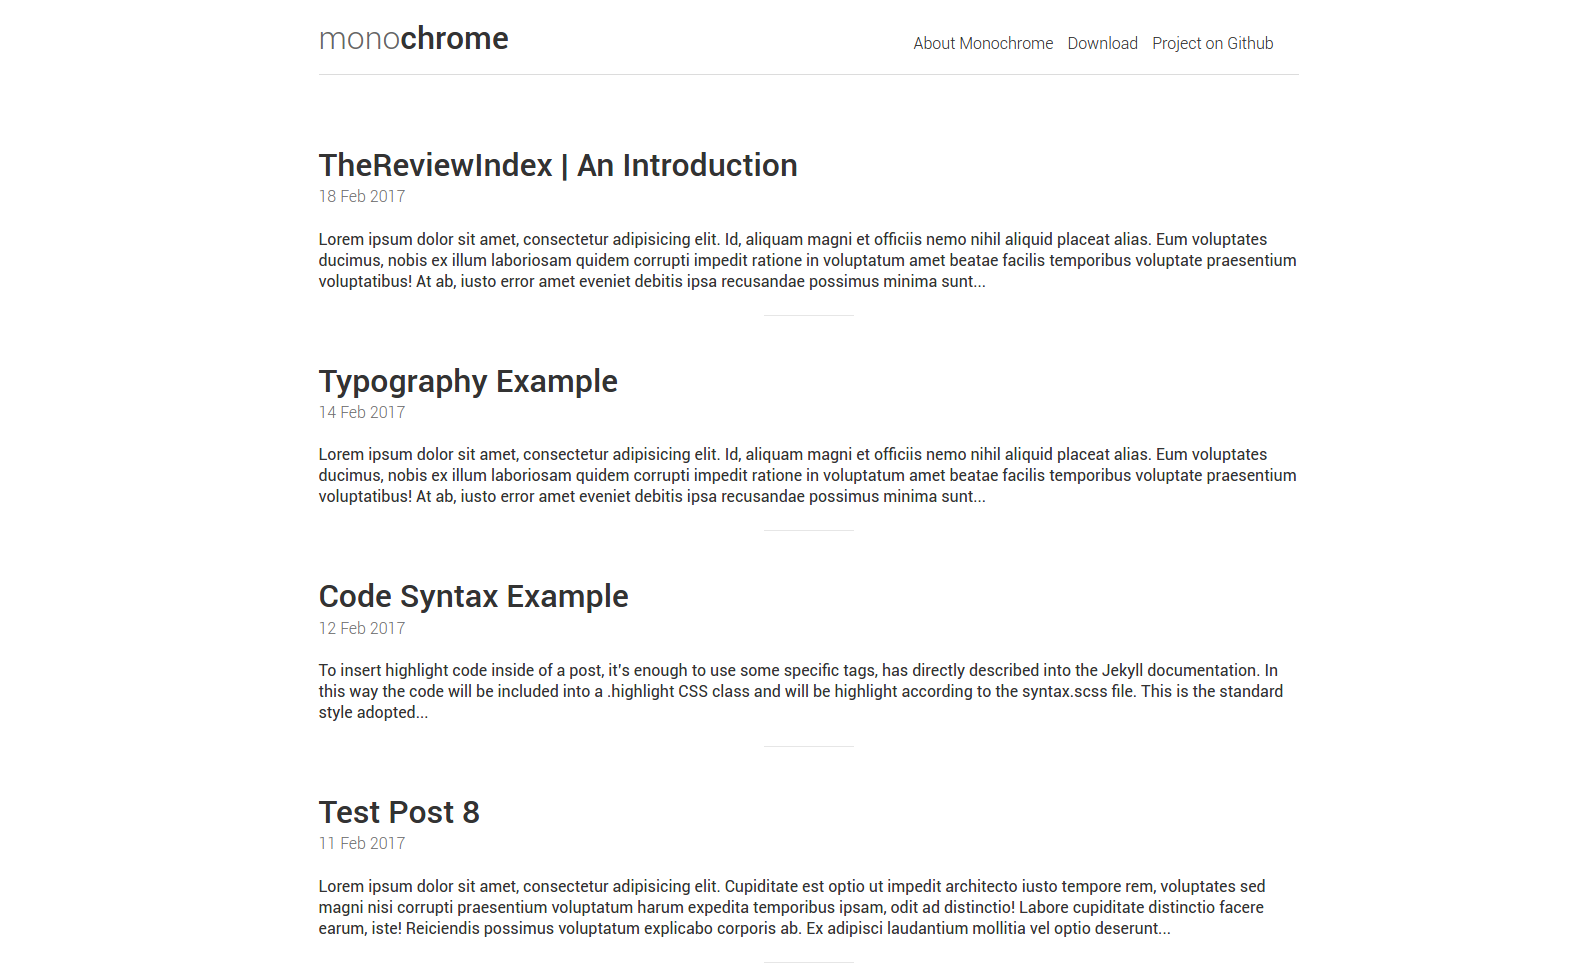 monochrome
About Monochrome Download Project on Github
TheReviewIndex | An Introduction
18 Feb 2017
Lorem ipsum dolor sit amet, consectetur adipisicing elit. Id, aliquam magni et officiis nemo nihil aliquid placeat alias. Eum voluptates
ducimus, nobis ex illum laboriosam quidem corrupti impedit ratione in voluptatum amet beatae facilis temporibus voluptate praesentium
voluptatibus! At ab, iusto error amet eveniet debitis ipsa recusandae possimus minima sunt...
Typography Example
14 Feb 2017
Lorem ipsum dolor sit amet, consectetur adipisicing elit. Id, aliquam magni et officiis nemo nihil aliquid placeat alias. Eum voluptates
ducimus, nobis ex illum laboriosam quidem corrupti impedit ratione in voluptatum amet beatae facilis temporibus voluptate praesentium
voluptatibus! At ab, iusto error amet eveniet debitis ipsa recusandae possimus minima sunt...
Code Syntax Example
12 Feb 2017
To insert highlight code inside of a post, it's enough to use some specific tags, has directly described into the Jekyll documentation. In
this way the code will be included into a .highlight CSS class and will be highlight according to the syntax.scss file. This is the standard
style adopted...
Test Post 8
11 Feb 2017
Lorem ipsum dolor sit amet, consectetur adipisicing elit. Cupiditate est optio ut impedit architecto iusto tempore rem, voluptates sed
magni nisi corrupti praesentium voluptatum harum expedita temporibus ipsam, odit ad distinctio! Labore cupiditate distinctio facere
earum, iste! Reiciendis possimus voluptatum explicabo corporis ab. Ex adipisci laudantium mollitia vel optio deserunt...